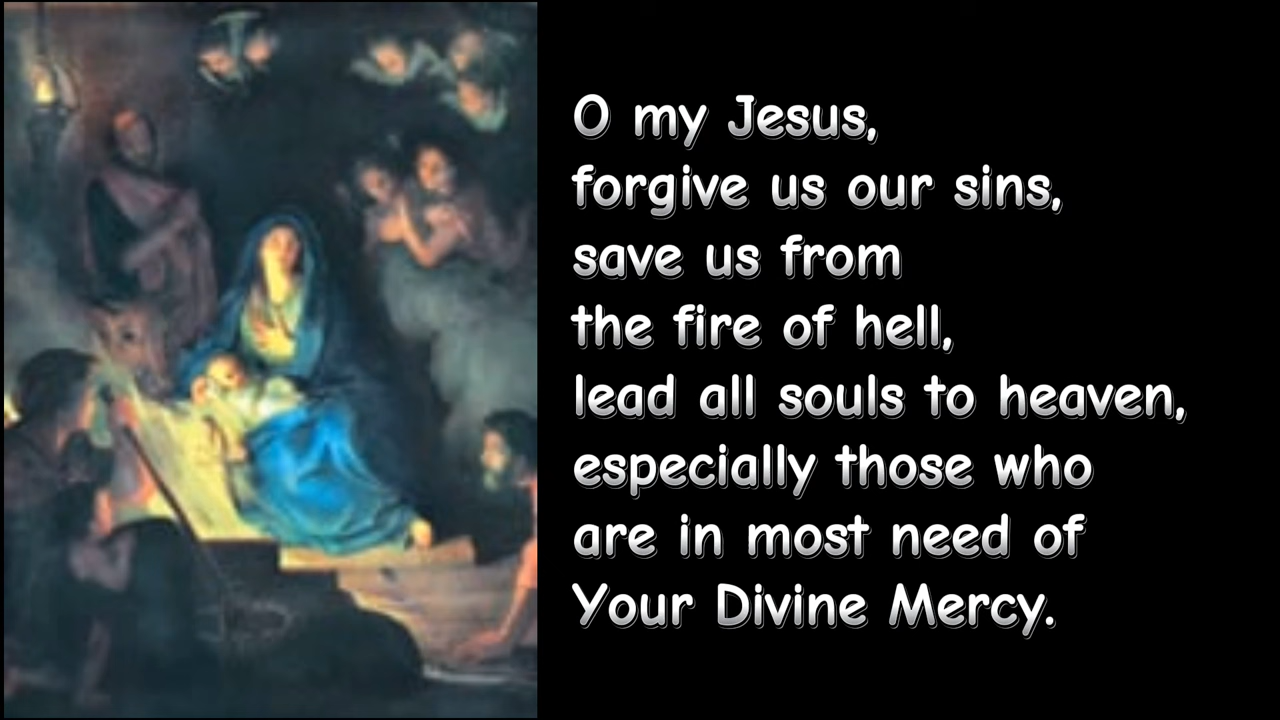 O my Jesus,
forgive us our sins,
save us from
the fire of hell,
lead all souls to heaven,
especially those who
are in most need of
Your Divine Mercy.